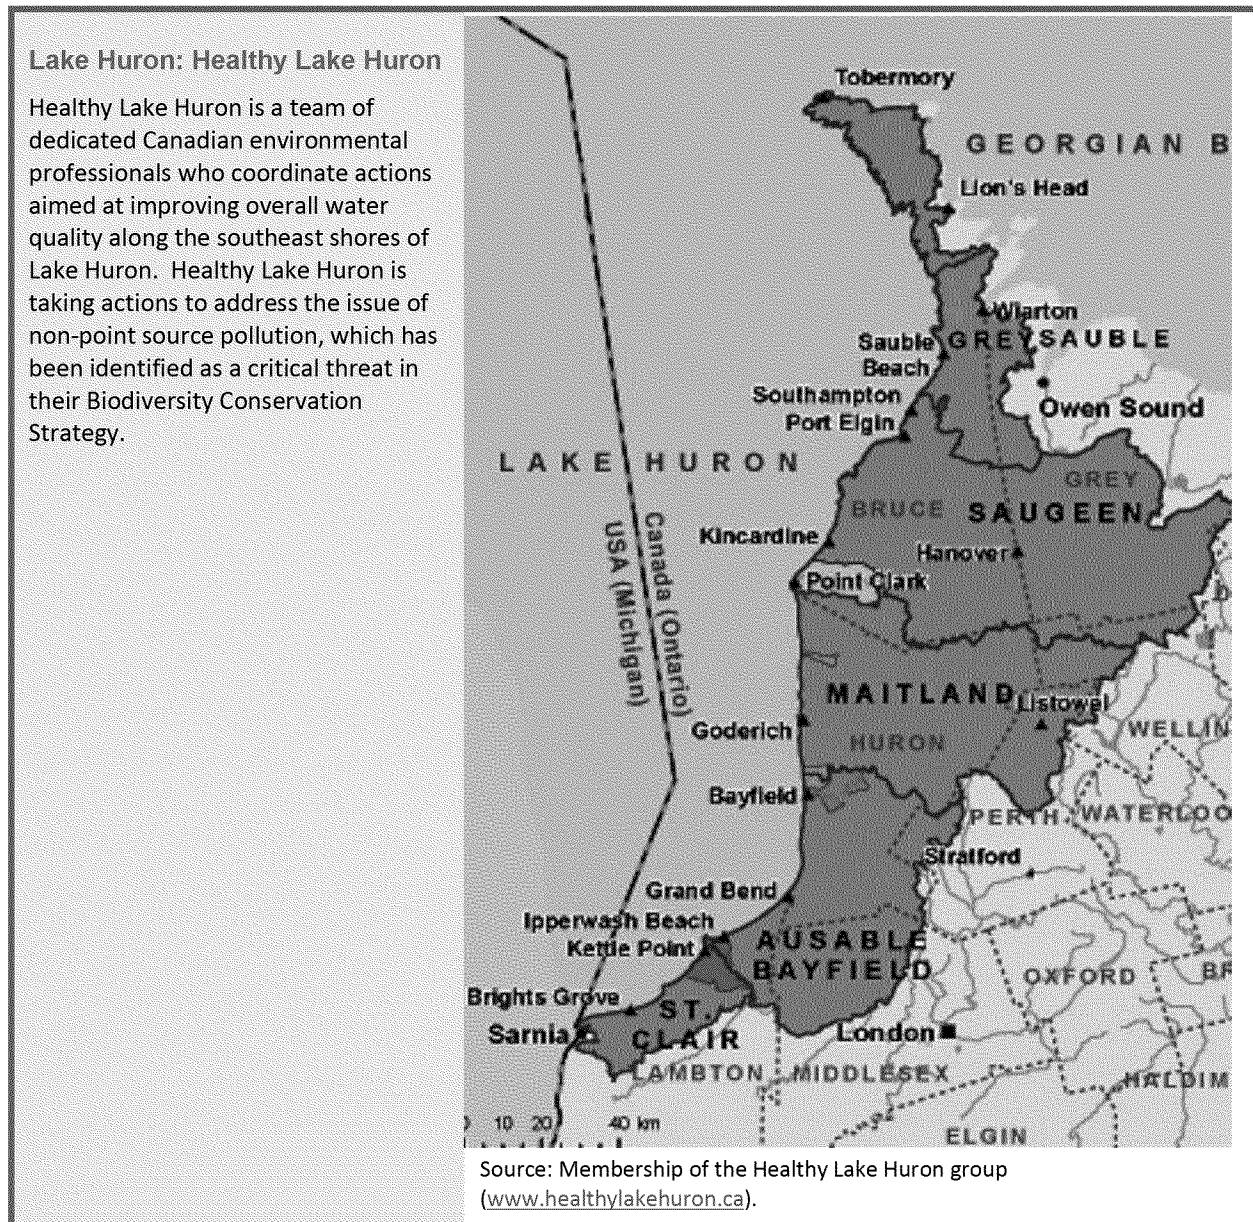 Lake Huron: Healthy Lake Huron
Healthy Lake Huron is a team of
dedicated Canadian environmental
professionals who coordinate actions
aimed at improving overall water
quality along the southeast shores of
Lake Huron.  Healthy Lake Huron is
taking actions to address the issue of
non-point source pollution, which has
been identified as a critical threat in
their Biodiversity Conservation
Strategy.
Tobermory
GEORGIAN B
Lion's Head
Wiarton
Sauble
Beach
GREY SAUBLE
Southampton
Port Elgin
Owen Sound
LAKE HURON
GREY
BRUCE
SAUGEEN
Kincardine
Hanover
Canada (Ontario)
USA (Michigan)
Point Clark
D
MAITLAND
Listowel
Goderich
HURON
WELLIN
Bayfield
PERTH
WATERLOO
Stratford
Grand Bend
Ipperwash Beach
Kettle Point
AUSABLE
BAYFIELD
OXFORD
BR
Brights Grove
ST.
CLAIR
Sarnia
London
LAMBTON
MIDDLESEX
HALDIM
0 10 20 40 km
ELGIN
Source: Membership of the Healthy Lake Huron group
(www.healthylakehuron.ca).